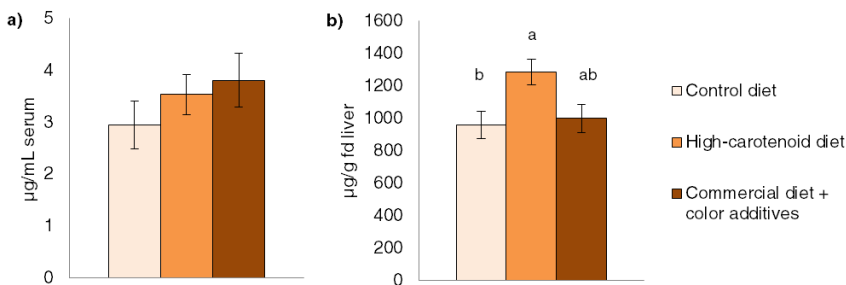 a)
µg/mL serum
5
4
3
2
1
0
b)
µg/g fd liver
1600
1400
1200
1000
800
600
400
200
0
b
a
ab
Control diet
High-carotenoid diet
Commercial diet +
color additives